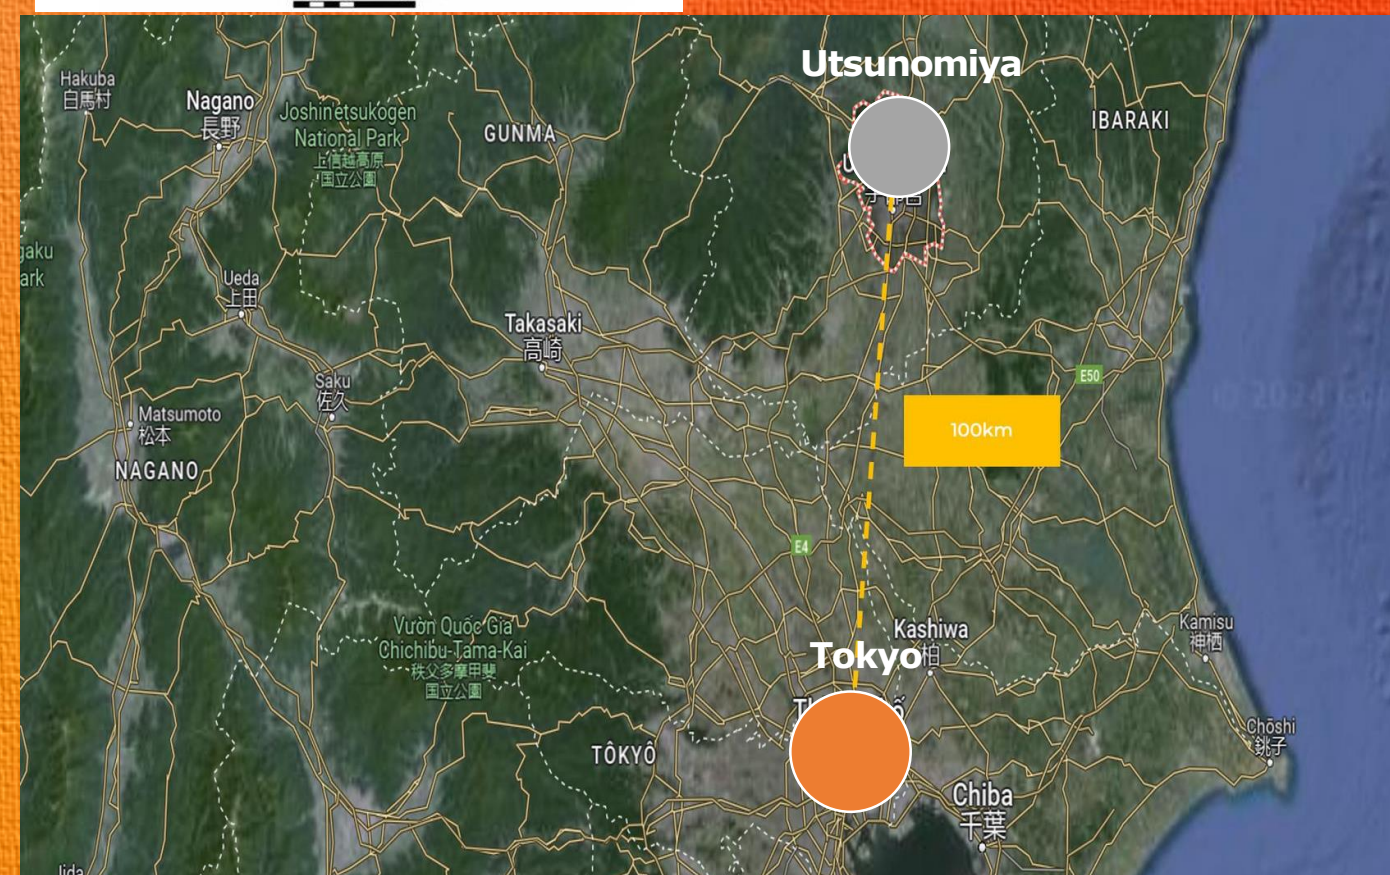 Utsunomiya
Hakuba
白馬村
Nagano
長野
Joshinetsukogen
National Park
上信越高原
国立公園
GUNMA
IBARAKI
gaku
ark
Ueda
上田
Takasaki
高崎
Saku
佐久
E50
Matsumoto
松本
NAGANO
100km
E4
Vườn Quốc Gia
Chichibu-Tama-Kai
秩父多摩甲斐
国立公園
Kashiwa
柏
Tokyo
Kamisu
神栖
Chōshi
銚子
TÔKYÔ
Chiba
千葉
Iida